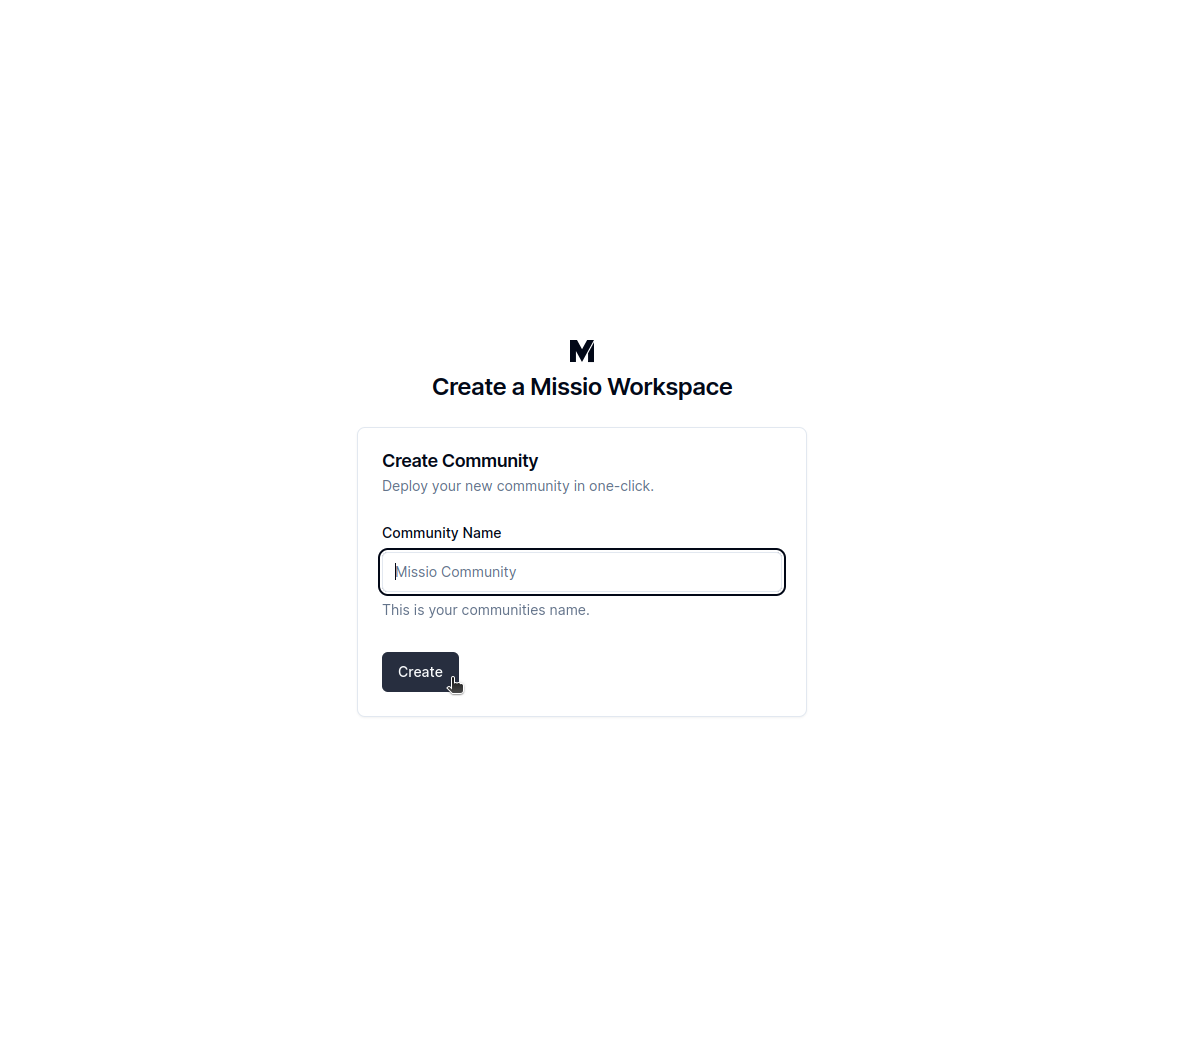 M
Create a Missio Workspace
Create Community
Deploy your new community in one-click.
Community Name
Missio Community
This is your communities name.
Create